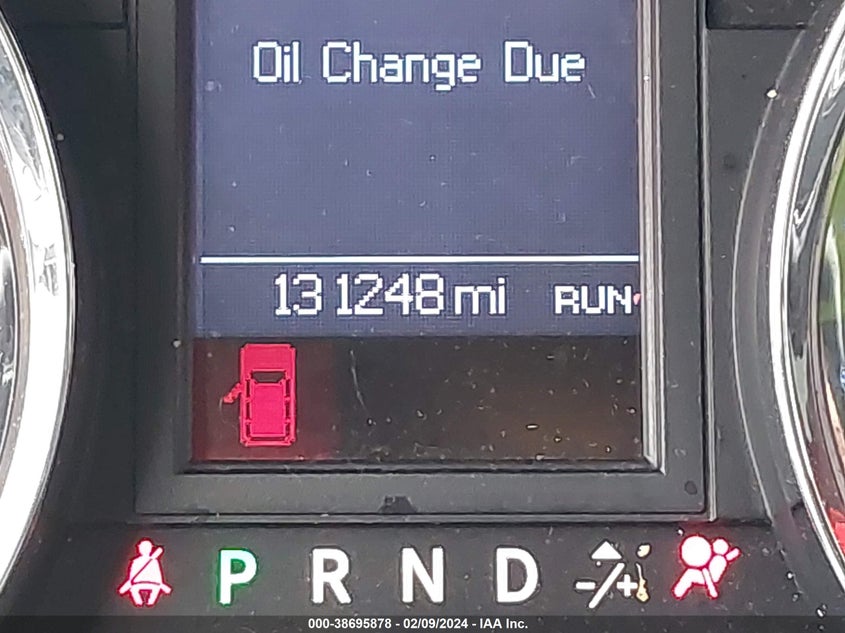 Oil Change Due
131248 mi RUN
P R N D -/+
000-38695878 - 02/09/2024 - IAA Inc.